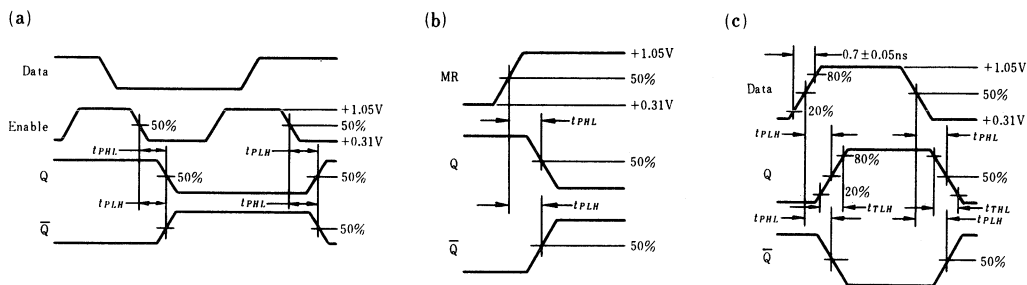 (a)
Data
Enable
+1.05V
50%
50%
+0.31V
tPHL
tPLH
Q
50%
50%
tPLH
tPHL
Q̅
50%
(b)
MR
+1.05V
50%
+0.31V
tPHL
Q
50%
tPLH
Q̅
50%
(c)
0.7±0.05ns
Data
80%
+1.05V
50%
20%
+0.31V
tPLH
tPHL
Q
80%
50%
20%
tTLH
tTHL
tPHL
tPLH
Q̅
50%